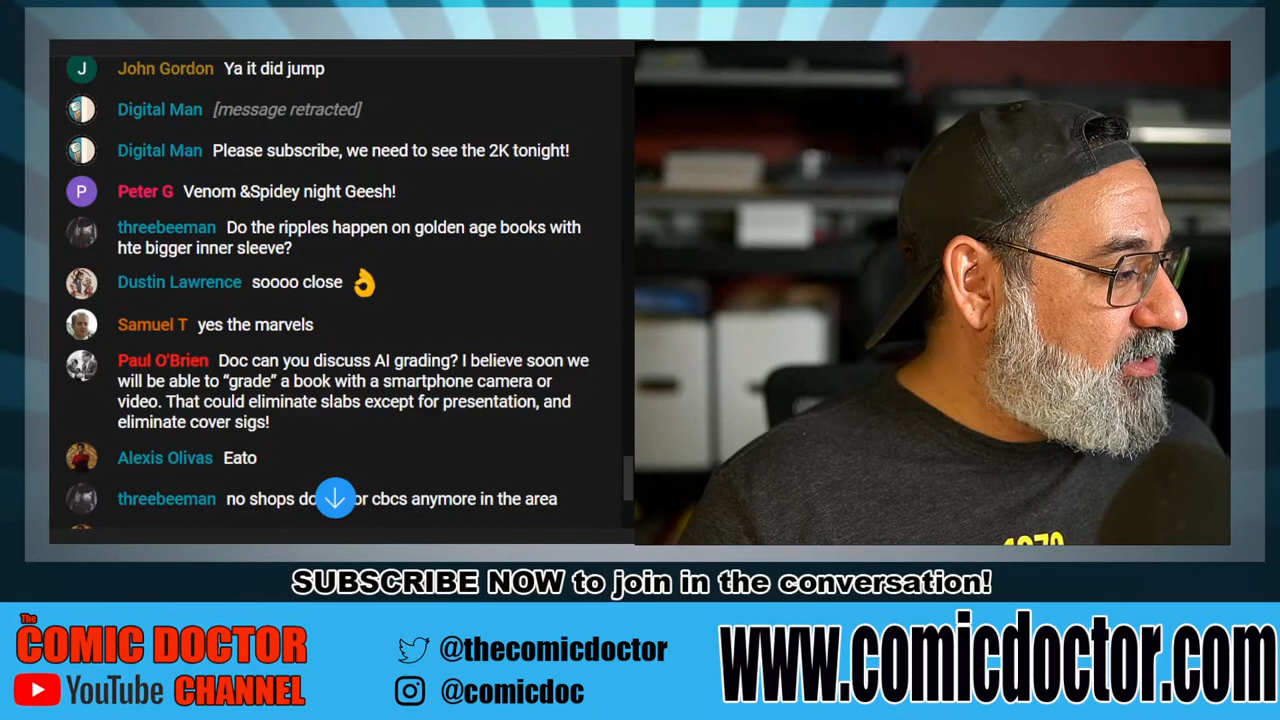 J John Gordon Ya it did jump
Digital Man [message retracted]
Digital Man Please subscribe, we need to see the 2K tonight!
P Peter G Venom &Spidey night Geesh!
threebeeman Do the ripples happen on golden age books with
hte bigger inner sleeve?
Dustin Lawrence soooo close 👌
Samuel T yes the marvels
Paul O'Brien Doc can you discuss AI grading? I believe soon we
will be able to “grade” a book with a smartphone camera or
video. That could eliminate slabs except for presentation, and
eliminate cover sigs!
Alexis Olivas Eato
threebeeman no shops do or cbcs anymore in the area
SUBSCRIBE NOW to join in the conversation!
The
COMIC DOCTOR
YouTube CHANNEL
@thecomicdoctor
@comicdoc
www.comicdoctor.com